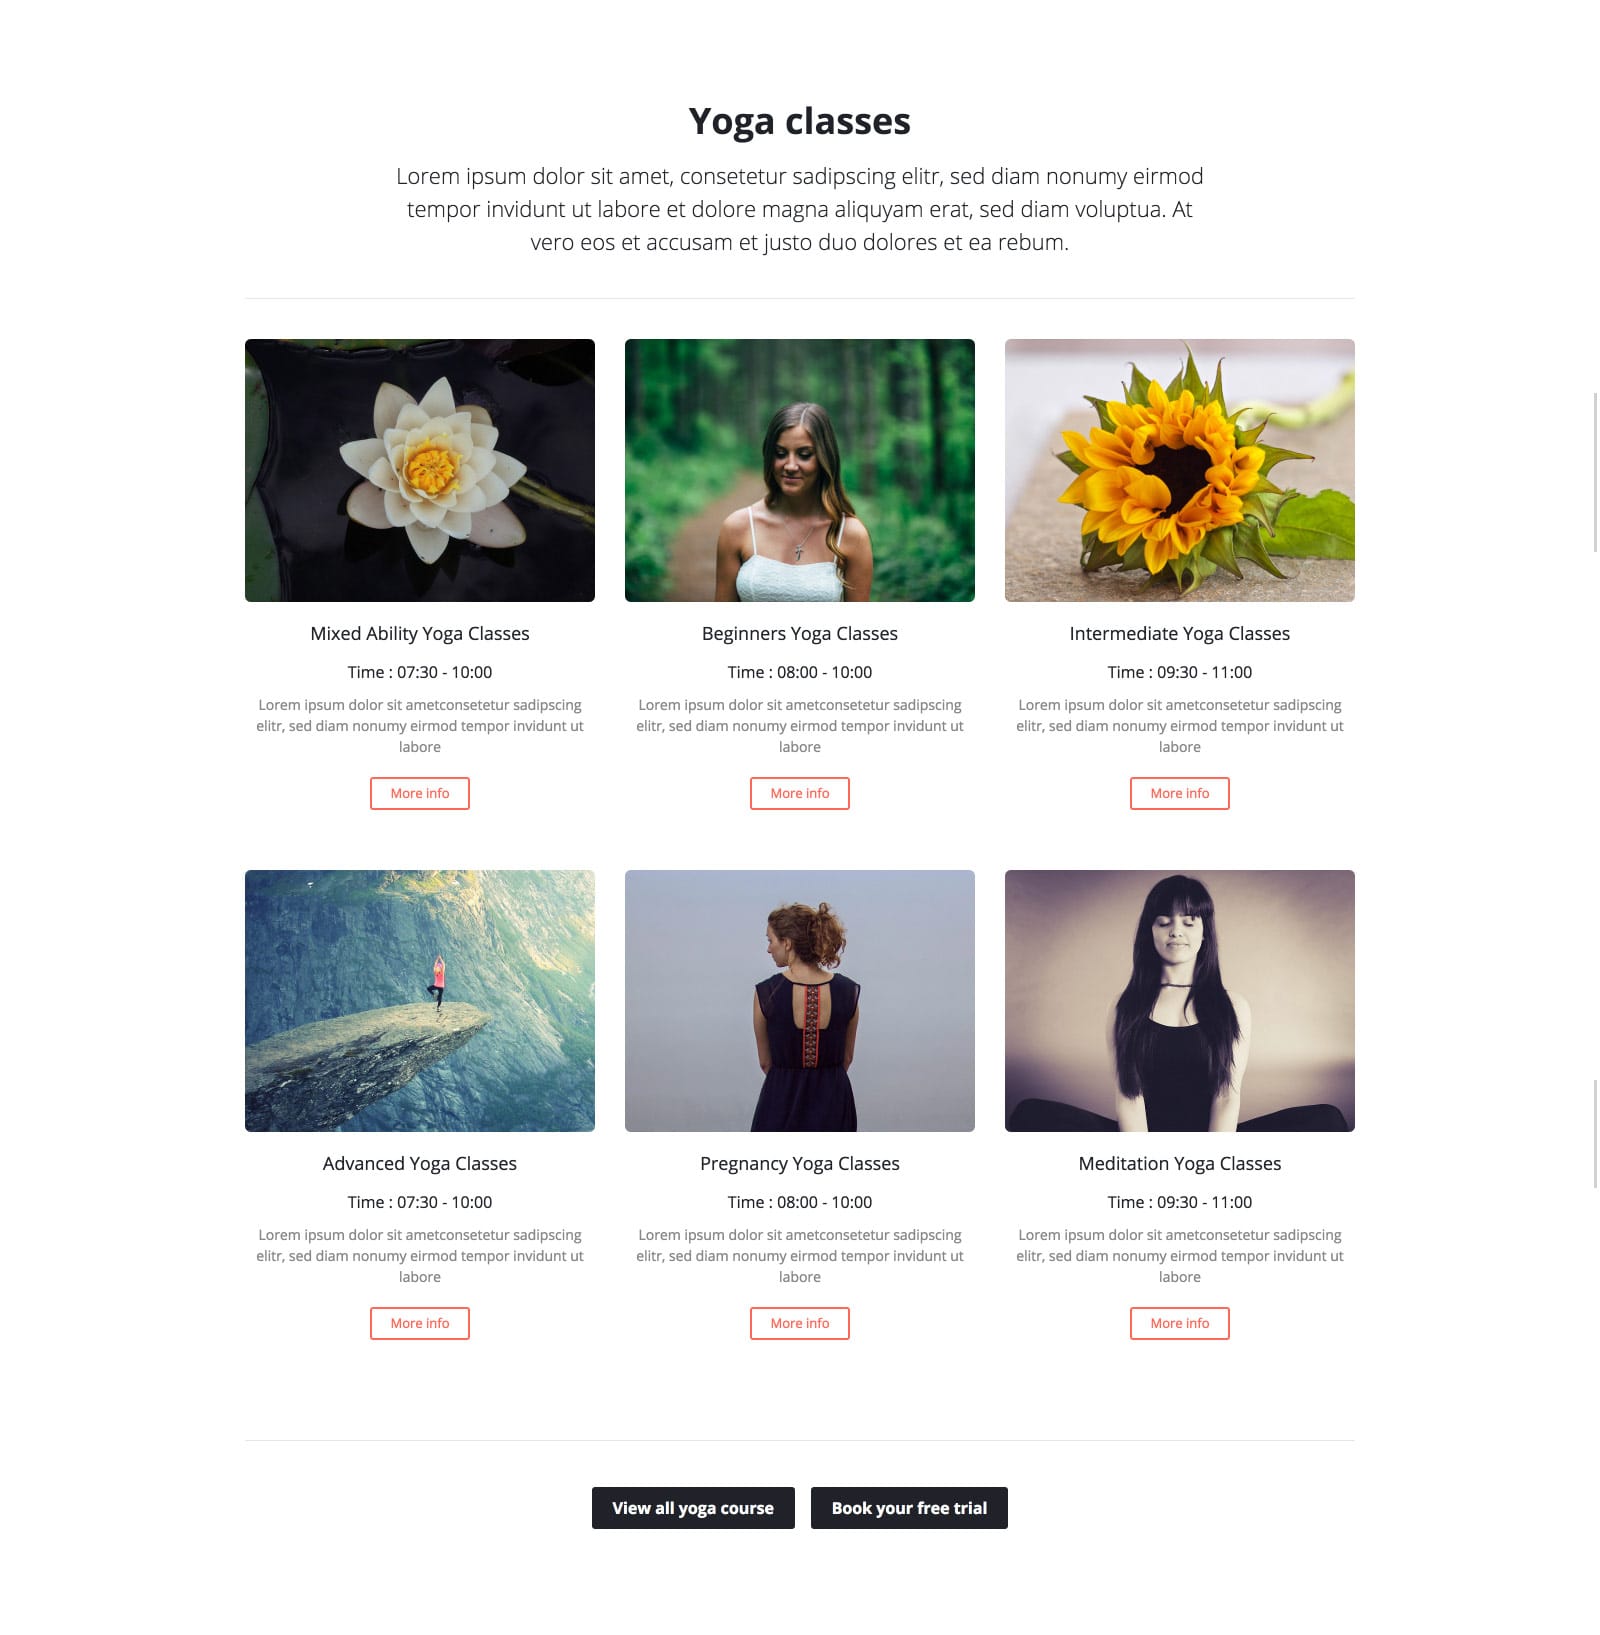 Yoga classes
Lorem ipsum dolor sit amet, consetetur sadipscing elitr, sed diam nonumy eirmod
tempor invidunt ut labore et dolore magna aliquyam erat, sed diam voluptua. At
vero eos et accusam et justo duo dolores et ea rebum.
Mixed Ability Yoga Classes
Time : 07:30 - 10:00
Lorem ipsum dolor sit ametconsetetur sadipscing
elitr, sed diam nonumy eirmod tempor invidunt ut
labore
More info
Beginners Yoga Classes
Time : 08:00 - 10:00
Lorem ipsum dolor sit ametconsetetur sadipscing
elitr, sed diam nonumy eirmod tempor invidunt ut
labore
More info
Intermediate Yoga Classes
Time : 09:30 - 11:00
Lorem ipsum dolor sit ametconsetetur sadipscing
elitr, sed diam nonumy eirmod tempor invidunt ut
labore
More info
Advanced Yoga Classes
Time : 07:30 - 10:00
Lorem ipsum dolor sit ametconsetetur sadipscing
elitr, sed diam nonumy eirmod tempor invidunt ut
labore
More info
Pregnancy Yoga Classes
Time : 08:00 - 10:00
Lorem ipsum dolor sit ametconsetetur sadipscing
elitr, sed diam nonumy eirmod tempor invidunt ut
labore
More info
Meditation Yoga Classes
Time : 09:30 - 11:00
Lorem ipsum dolor sit ametconsetetur sadipscing
elitr, sed diam nonumy eirmod tempor invidunt ut
labore
More info
View all yoga course
Book your free trial